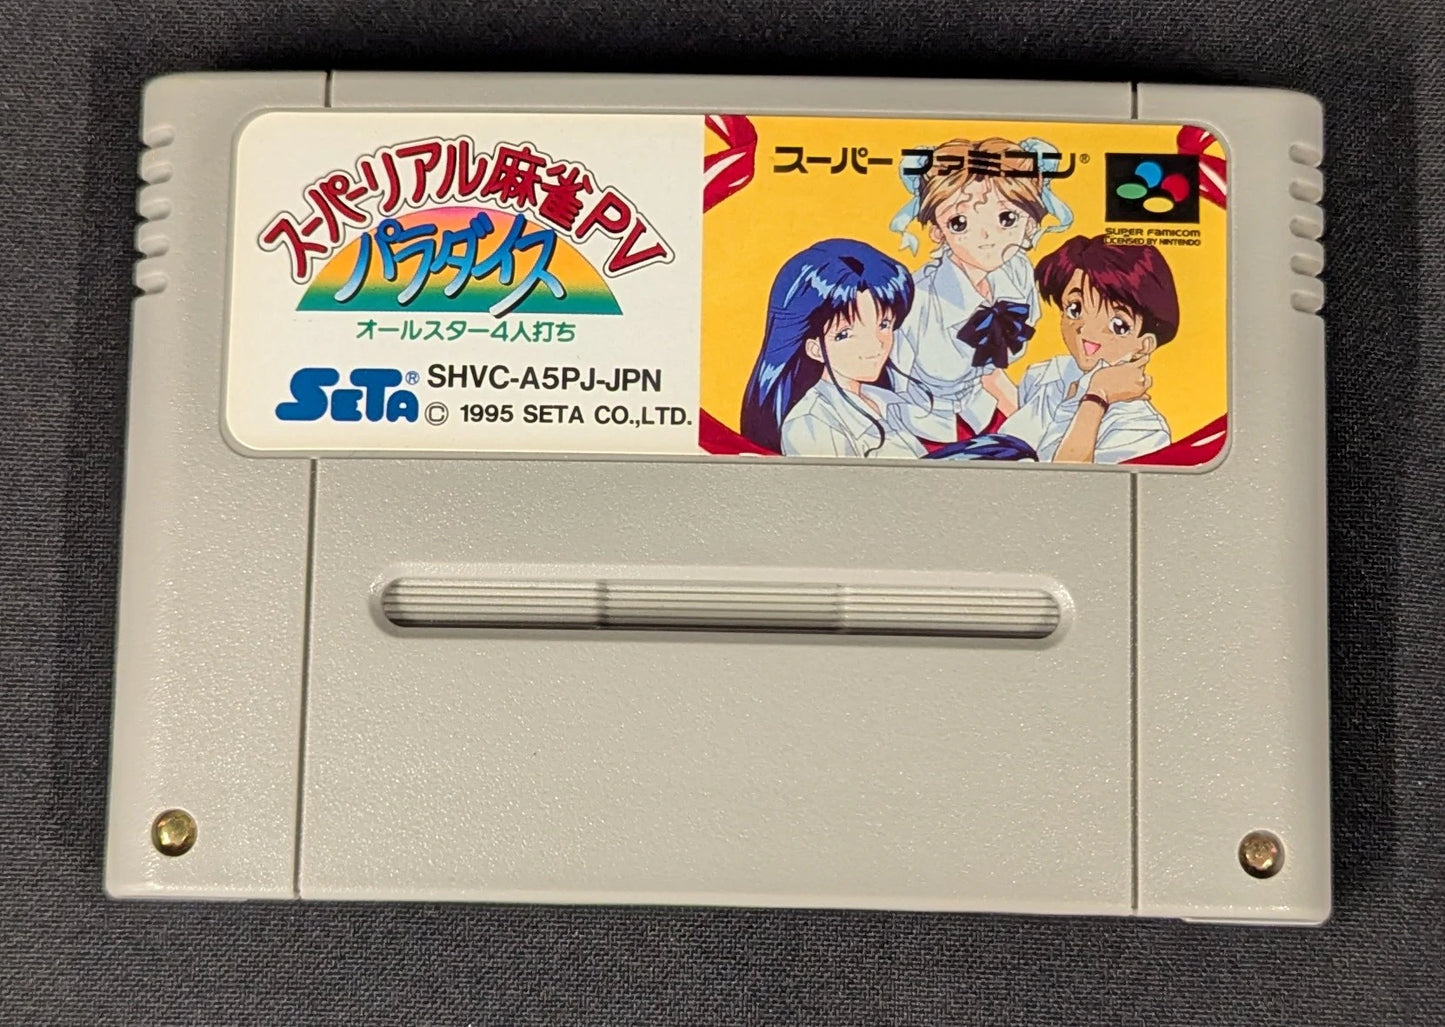 スーパーリアル麻雀PV
パラダイス
オールスター4人打ち
SETA® SHVC-A5PJ-JPN
© 1995 SETA CO.,LTD.
スーパーファミコン®
SUPER FAMICOM
LICENSED BY NINTENDO